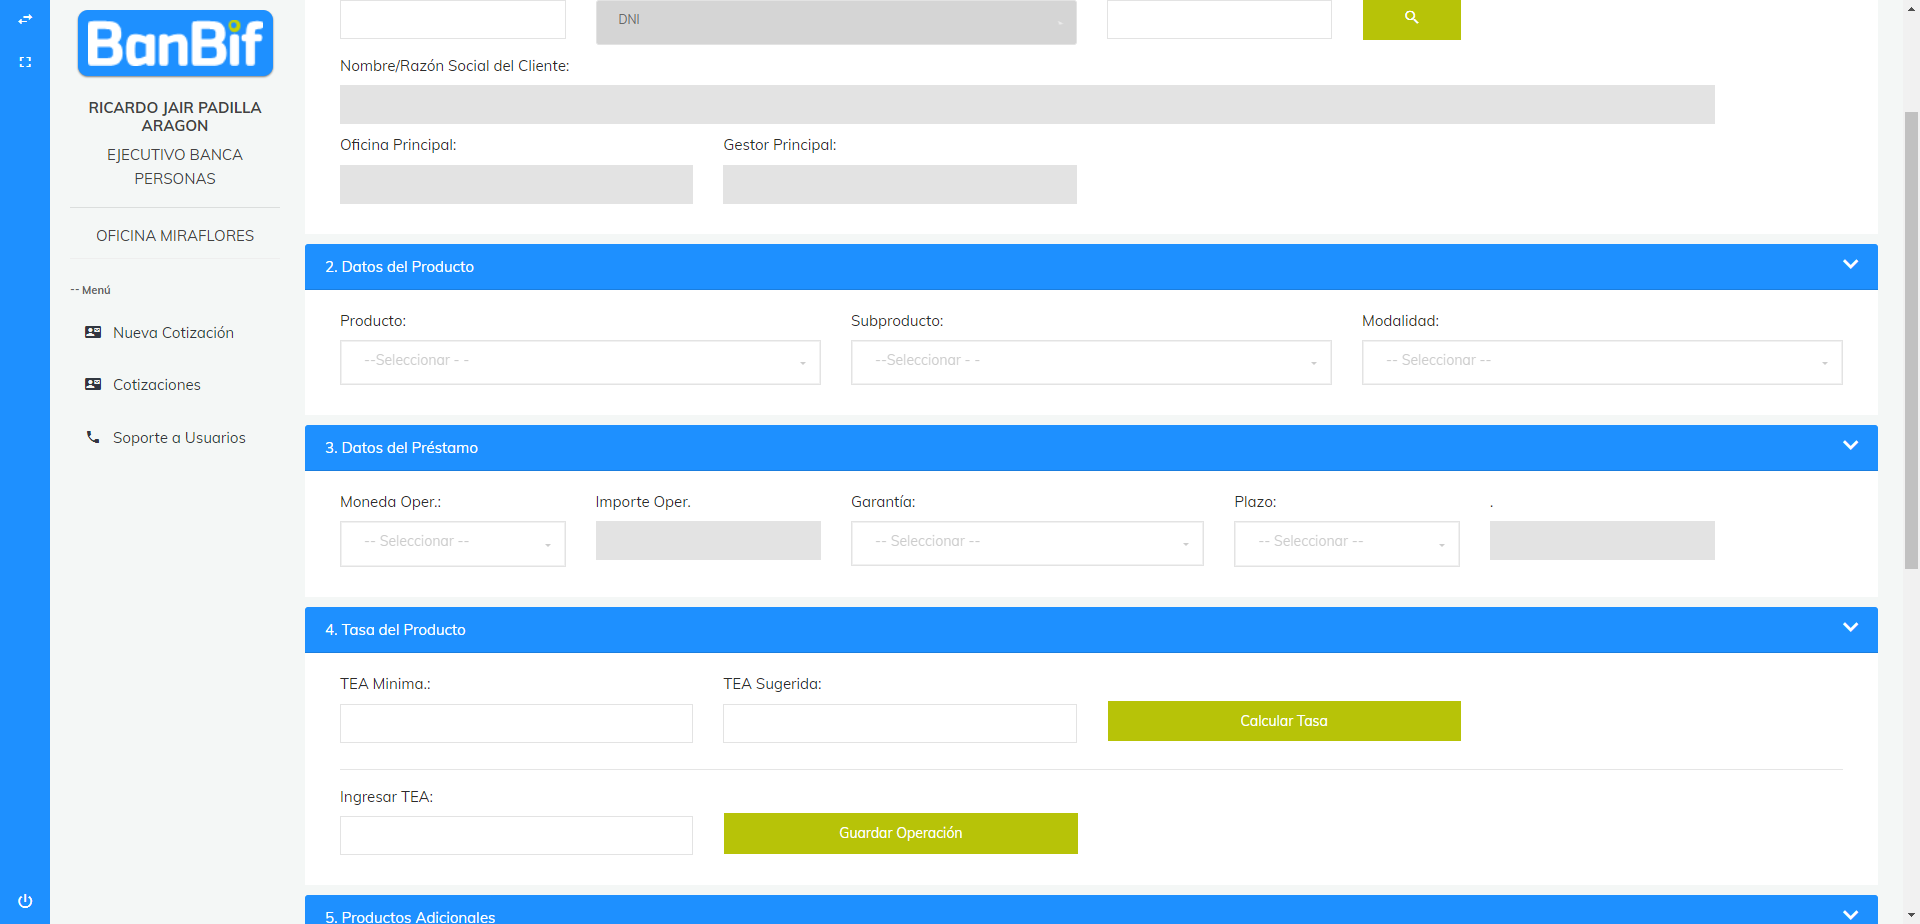 BanBif
RICARDO JAIR PADILLA
ARAGON
EJECUTIVO BANCA
PERSONAS
OFICINA MIRAFLORES
-- Menú
Nueva Cotización
Cotizaciones
Soporte a Usuarios
DNI
Nombre/Razón Social del Cliente:
Oficina Principal: Gestor Principal:
2. Datos del Producto
Producto: Subproducto: Modalidad:
--Seleccionar - - --Seleccionar - - -- Seleccionar --
3. Datos del Préstamo
Moneda Oper.: Importe Oper. Garantía: Plazo: .
-- Seleccionar -- -- Seleccionar -- -- Seleccionar --
4. Tasa del Producto
TEA Minima.: TEA Sugerida:
Calcular Tasa
Ingresar TEA:
Guardar Operación
5. Productos Adicionales